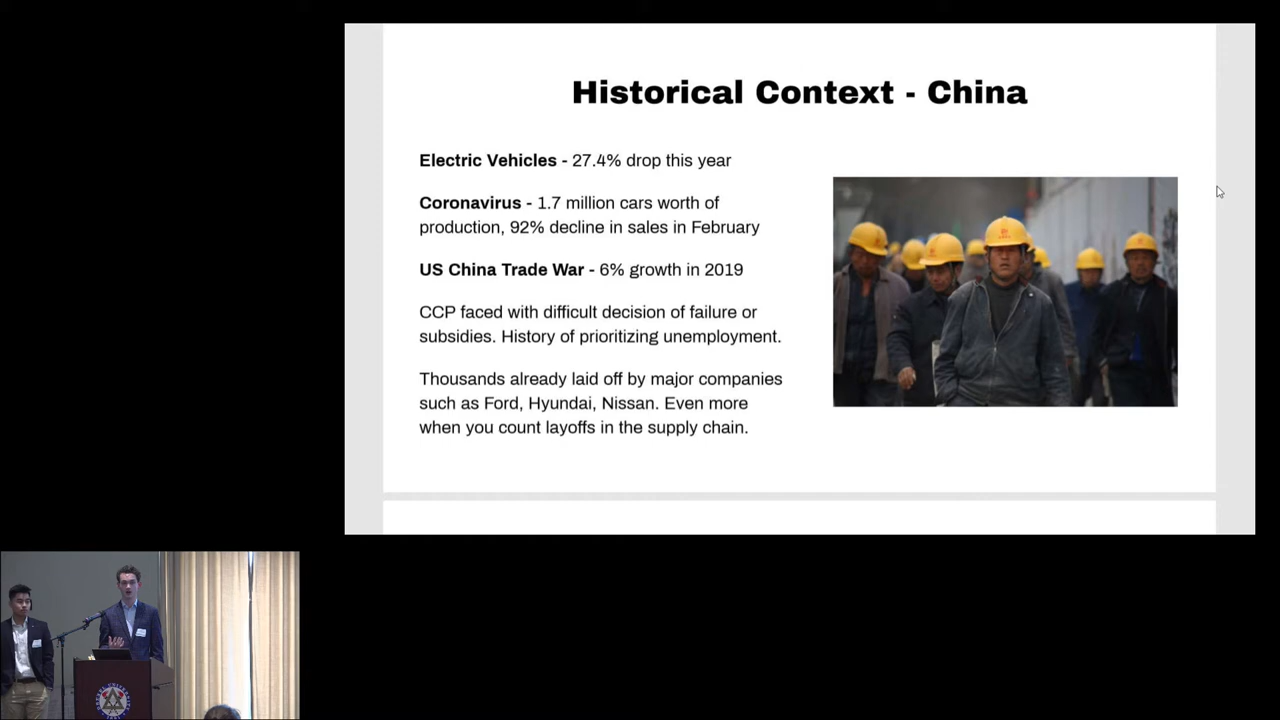 Historical Context - China
Electric Vehicles - 27.4% drop this year
Coronavirus - 1.7 million cars worth of
production, 92% decline in sales in February
US China Trade War - 6% growth in 2019
CCP faced with difficult decision of failure or
subsidies. History of prioritizing unemployment.
Thousands already laid off by major companies
such as Ford, Hyundai, Nissan. Even more
when you count layoffs in the supply chain.